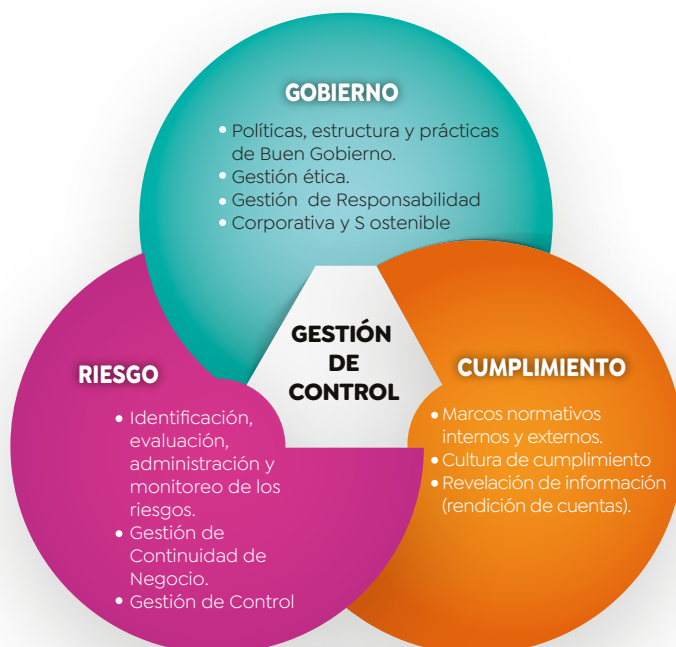 GOBIERNO
• Políticas, estructura y prácticas
de Buen Gobierno.
• Gestión ética.
• Gestión de Responsabilidad
• Corporativa y S ostenible
GESTIÓN
DE
CONTROL
RIESGO
• Identificación,
evaluación,
administración y
monitoreo de los
riesgos.
• Gestión de
Continuidad de
Negocio.
• Gestión de Control
CUMPLIMIENTO
• Marcos normativos
internos y externos.
• Cultura de cumplimiento
• Revelación de información
(rendición de cuentas).